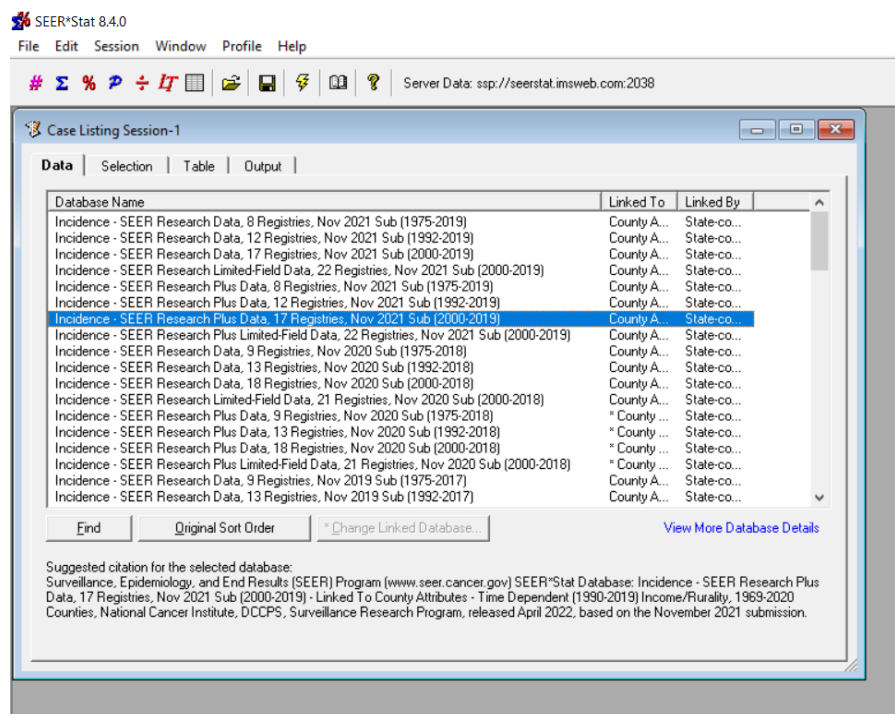 SEER*Stat 8.4.0
File Edit Session Window Profile Help
# Σ % P ÷ LT ? Server Data: ssp://seerstat.imsweb.com:2038
Case Listing Session-1
Data Selection Table Output
Database Name Linked To Linked By
Incidence - SEER Research Data, 8 Registries, Nov 2021 Sub (1975-2019) County A... State-co...
Incidence - SEER Research Data, 12 Registries, Nov 2021 Sub (1992-2019) County A... State-co...
Incidence - SEER Research Data, 17 Registries, Nov 2021 Sub (2000-2019) County A... State-co...
Incidence - SEER Research Limited-Field Data, 22 Registries, Nov 2021 Sub (2000-2019) County A... State-co...
Incidence - SEER Research Plus Data, 8 Registries, Nov 2021 Sub (1975-2019) County A... State-co...
Incidence - SEER Research Plus Data, 12 Registries, Nov 2021 Sub (1992-2019) County A... State-co...
Incidence - SEER Research Plus Data, 17 Registries, Nov 2021 Sub (2000-2019) County A... State-co...
Incidence - SEER Research Plus Limited-Field Data, 22 Registries, Nov 2021 Sub (2000-2019) County A... State-co...
Incidence - SEER Research Data, 9 Registries, Nov 2020 Sub (1975-2018) County A... State-co...
Incidence - SEER Research Data, 13 Registries, Nov 2020 Sub (1992-2018) County A... State-co...
Incidence - SEER Research Data, 18 Registries, Nov 2020 Sub (2000-2018) County A... State-co...
Incidence - SEER Research Limited-Field Data, 21 Registries, Nov 2020 Sub (2000-2018) County A... State-co...
Incidence - SEER Research Plus Data, 9 Registries, Nov 2020 Sub (1975-2018) * County ... State-co...
Incidence - SEER Research Plus Data, 13 Registries, Nov 2020 Sub (1992-2018) * County ... State-co...
Incidence - SEER Research Plus Data, 18 Registries, Nov 2020 Sub (2000-2018) * County ... State-co...
Incidence - SEER Research Plus Limited-Field Data, 21 Registries, Nov 2020 Sub (2000-2018) * County ... State-co...
Incidence - SEER Research Data, 9 Registries, Nov 2019 Sub (1975-2017) County A... State-co...
Incidence - SEER Research Data, 13 Registries, Nov 2019 Sub (1992-2017) County A... State-co...
Find Original Sort Order * Change Linked Database... View More Database Details
Suggested citation for the selected database:
Surveillance, Epidemiology, and End Results (SEER) Program (www.seer.cancer.gov) SEER*Stat Database: Incidence - SEER Research Plus
Data, 17 Registries, Nov 2021 Sub (2000-2019) - Linked To County Attributes - Time Dependent (1990-2019) Income/Rurality, 1969-2020
Counties, National Cancer Institute, DCCPS, Surveillance Research Program, released April 2022, based on the November 2021 submission.